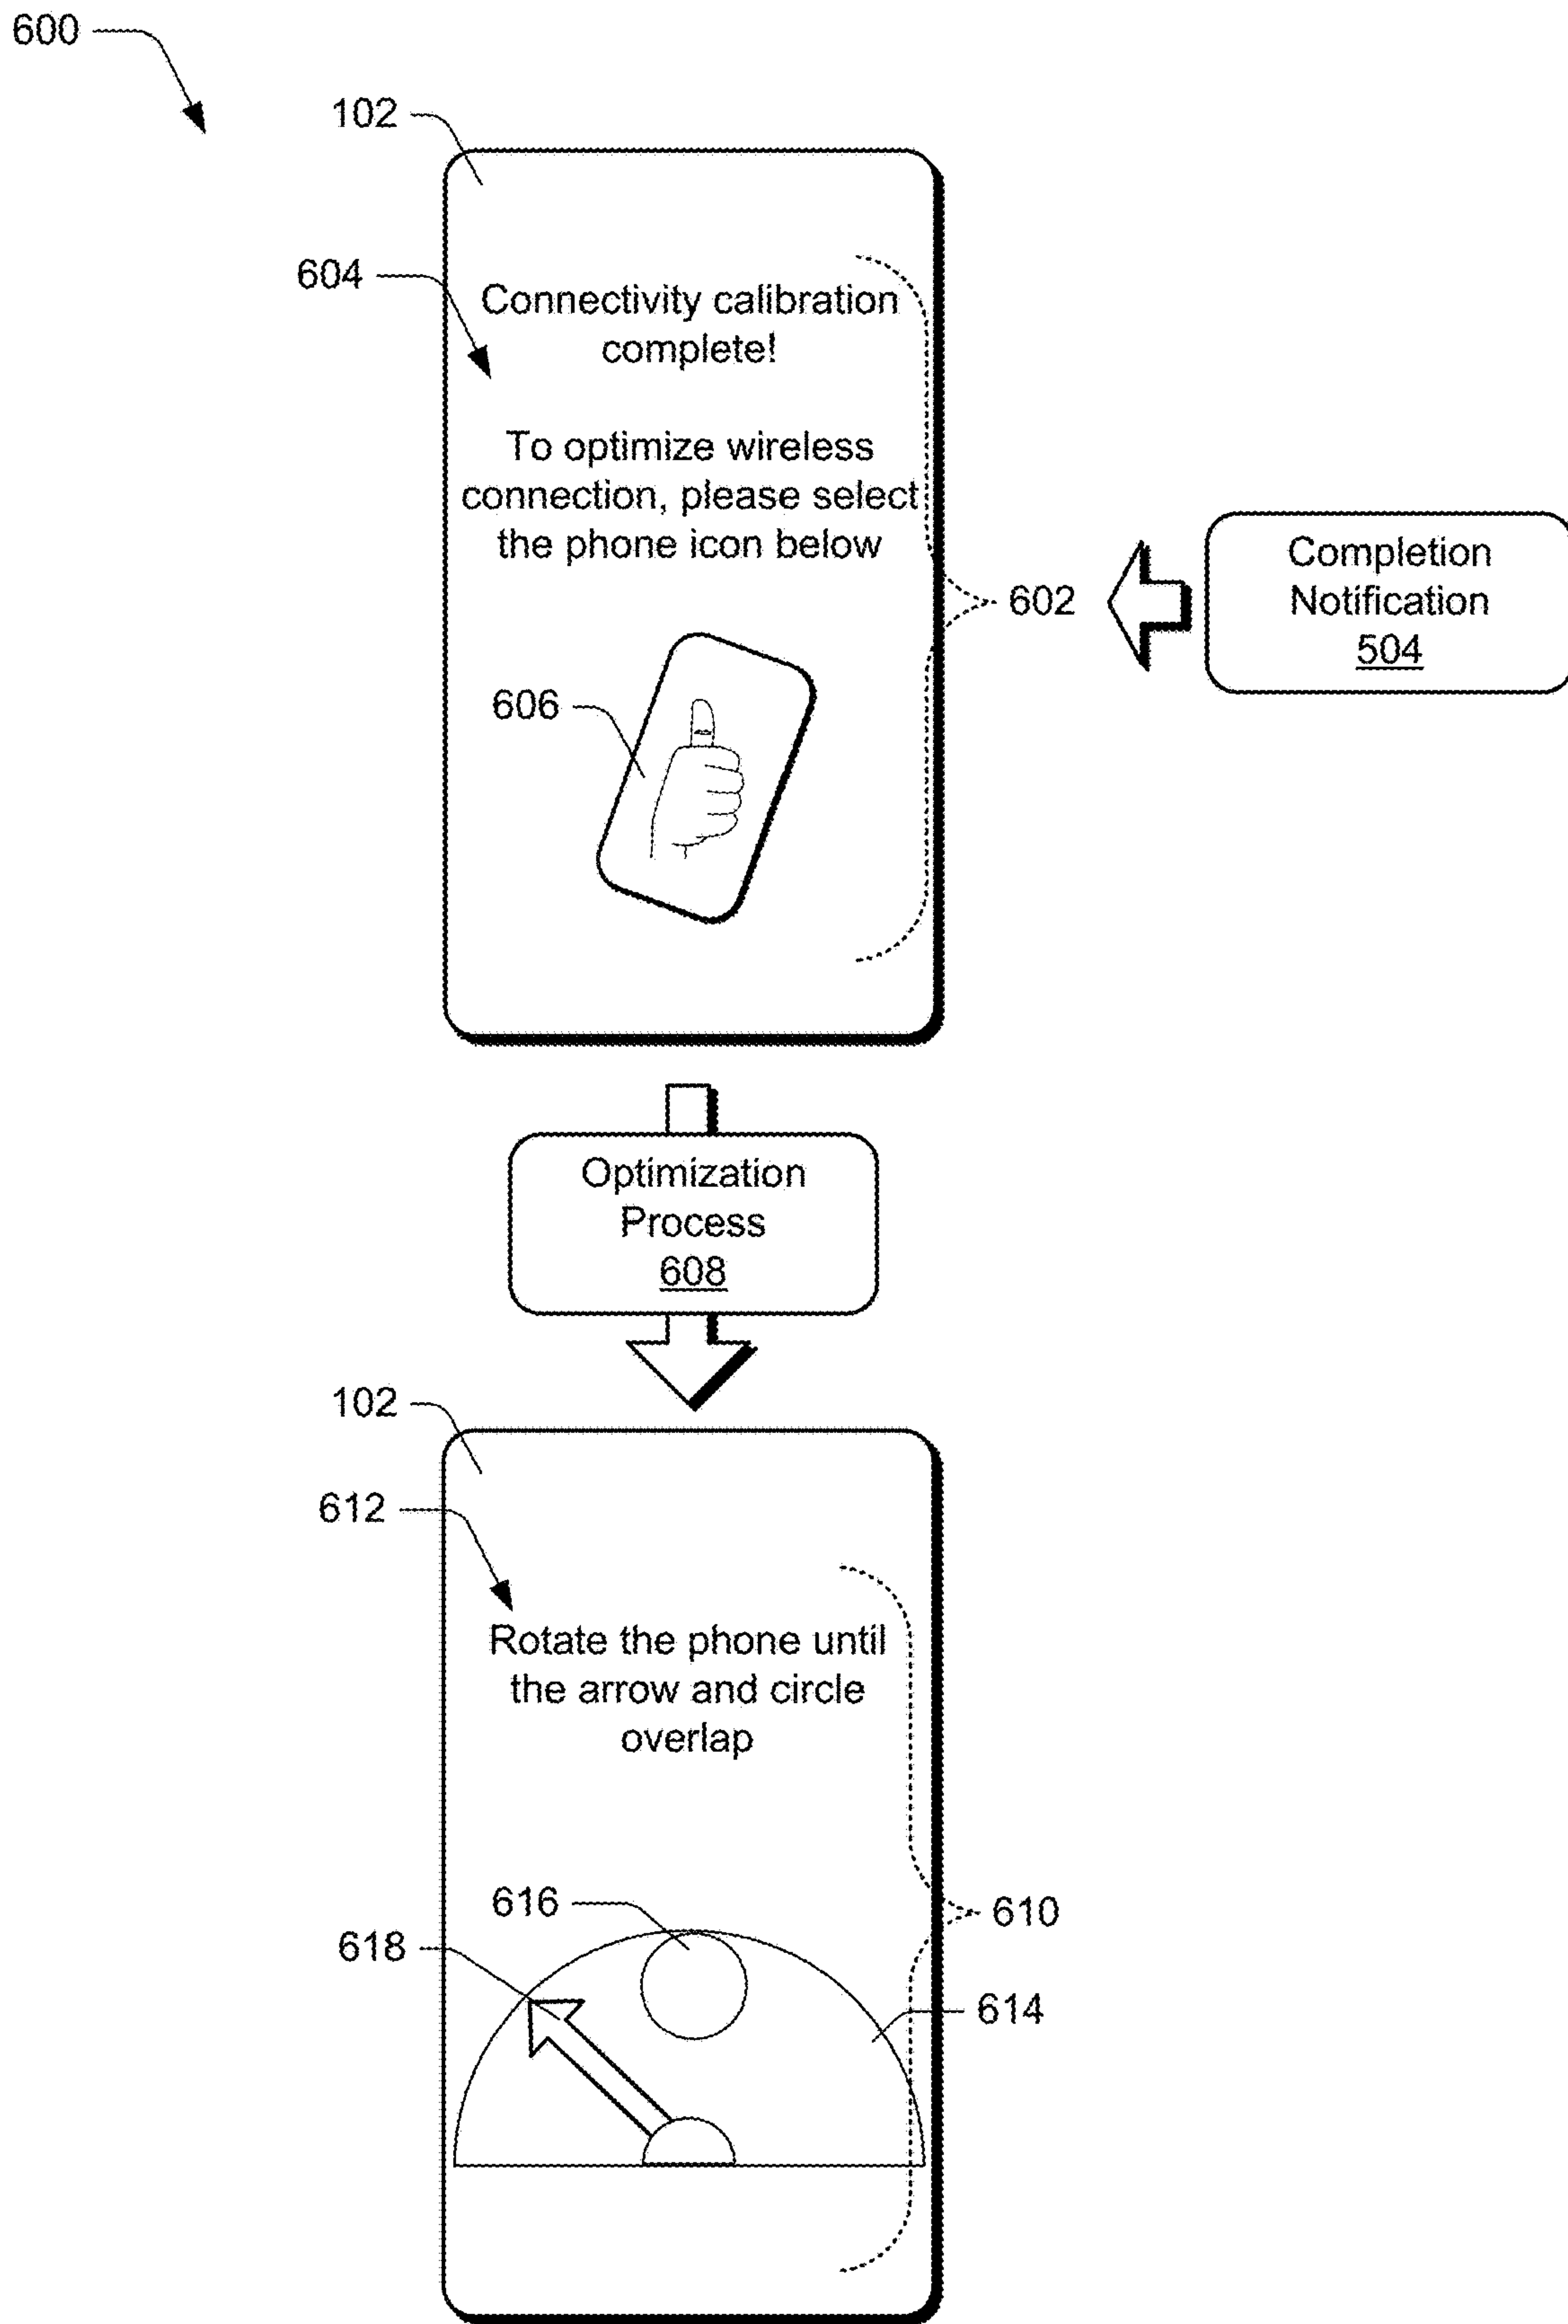 600
102
604
Connectivity calibration
complete!
To optimize wireless
connection, please select
the phone icon below
602
Completion
Notification
504
606
Optimization
Process
608
102
612
Rotate the phone until
the arrow and circle
overlap
616
610
618
614